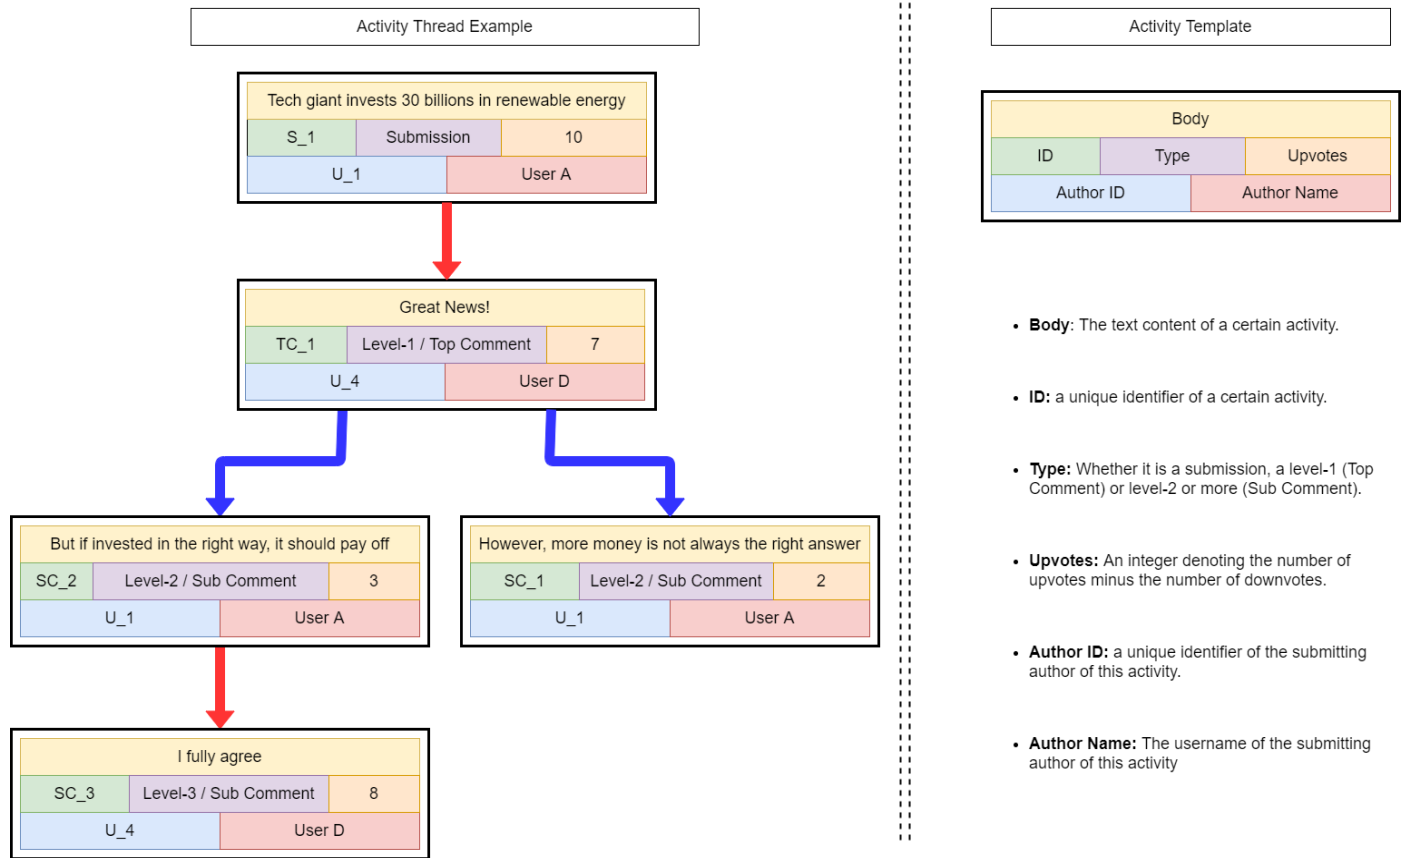 Activity Thread Example
Tech giant invests 30 billions in renewable energy
S_1 Submission 10
U_1 User A
Great News!
TC_1 Level-1 / Top Comment 7
U_4 User D
But if invested in the right way, it should pay off
SC_2 Level-2 / Sub Comment 3
U_1 User A
However, more money is not always the right answer
SC_1 Level-2 / Sub Comment 2
U_1 User A
I fully agree
SC_3 Level-3 / Sub Comment 8
U_4 User D
Activity Template
Body
ID Type Upvotes
Author ID Author Name
• Body: The text content of a certain activity.
• ID: a unique identifier of a certain activity.
• Type: Whether it is a submission, a level-1 (Top
Comment) or level-2 or more (Sub Comment).
• Upvotes: An integer denoting the number of
upvotes minus the number of downvotes.
• Author ID: a unique identifier of the submitting
author of this activity.
• Author Name: The username of the submitting
author of this activity